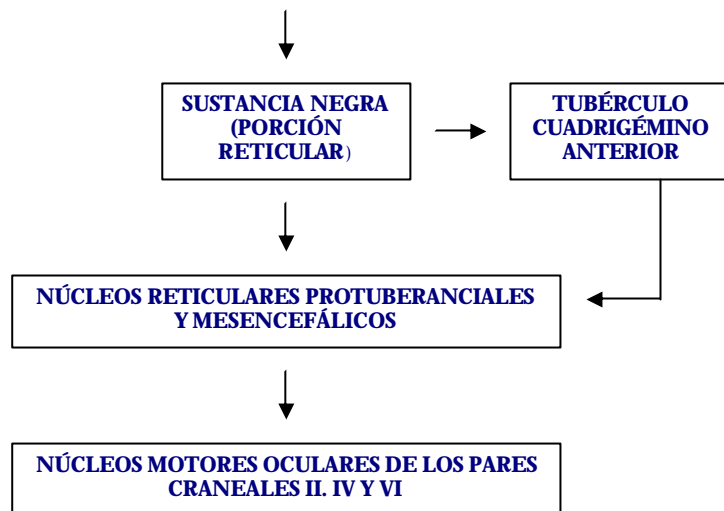 SUSTANCIA NEGRA
(PORCIÓN
RETICULAR)
TUBÉRCULO
CUADRIGÉMINO
ANTERIOR
NÚCLEOS RETICULARES PROTUBERANCIALES
Y MESENCEFÁLICOS
NÚCLEOS MOTORES OCULARES DE LOS PARES
CRANEALES II. IV Y VI